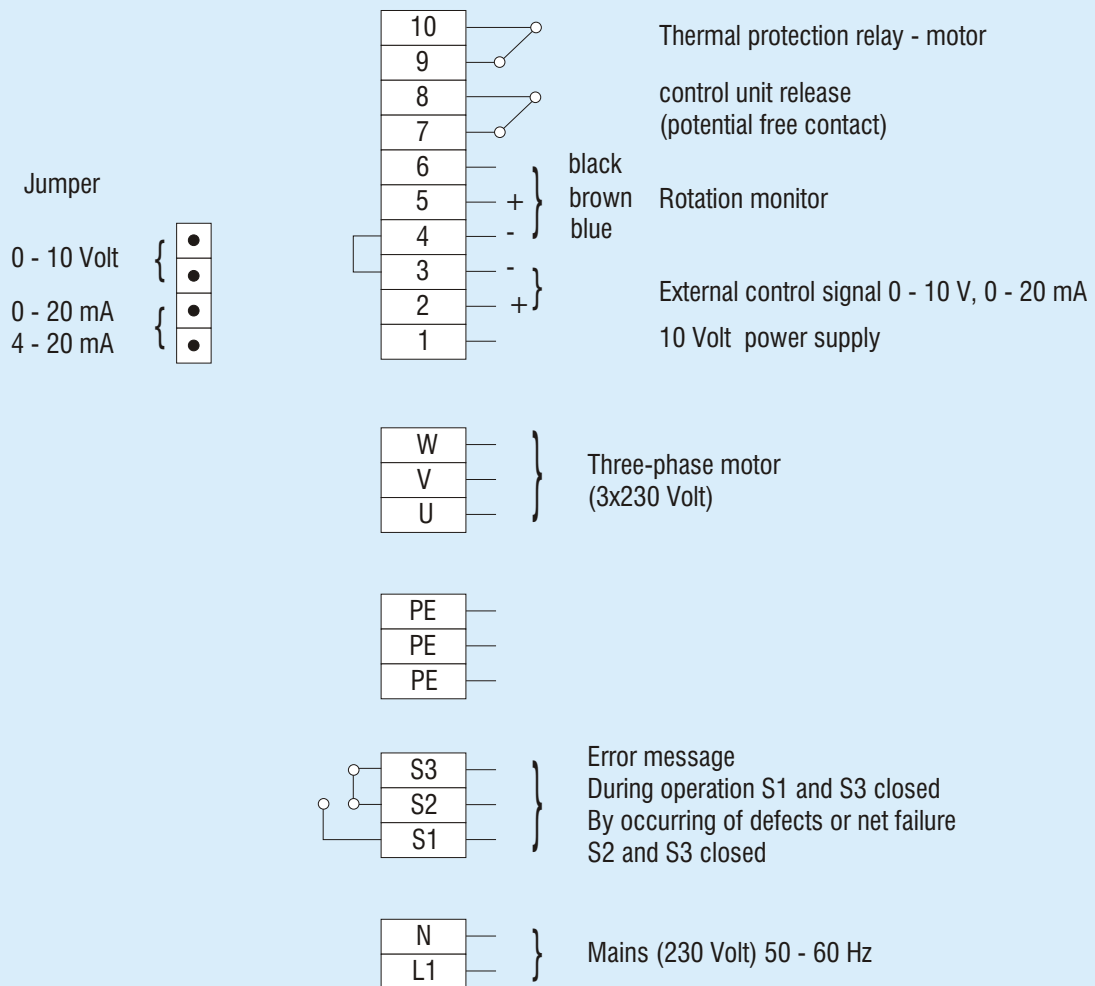 10
Thermal protection relay - motor
9
8
control unit release
7
(potential free contact)
6
black
Jumper
5
+
brown
Rotation monitor
4
-
blue
0 - 10 Volt
3
-
0 - 20 mA
2
+
External control signal 0 - 10 V, 0 - 20 mA
4 - 20 mA
1
10 Volt power supply
W
V
Three-phase motor
U
(3x230 Volt)
PE
PE
PE
S3
Error message
During operation S1 and S3 closed
S2
By occurring of defects or net failure
S1
S2 and S3 closed
N
Mains (230 Volt) 50 - 60 Hz
L1